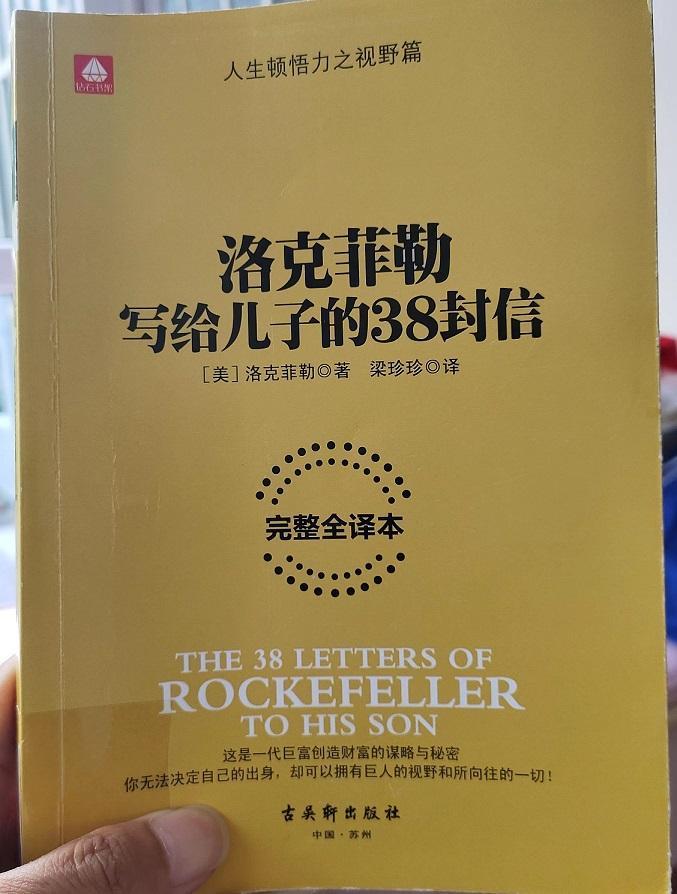 人生顿悟力之视野篇
钻石书架
洛克菲勒
写给儿子的38封信
［美］洛克菲勒◎著 梁珍珍◎译
完整全译本
THE 38 LETTERS OF
ROCKEFELLER
TO HIS SON
这是一代巨富创造财富的谋略与秘密
你无法决定自己的出身，却可以拥有巨人的视野和所向往的一切！
古吴轩出版社
中国·苏州